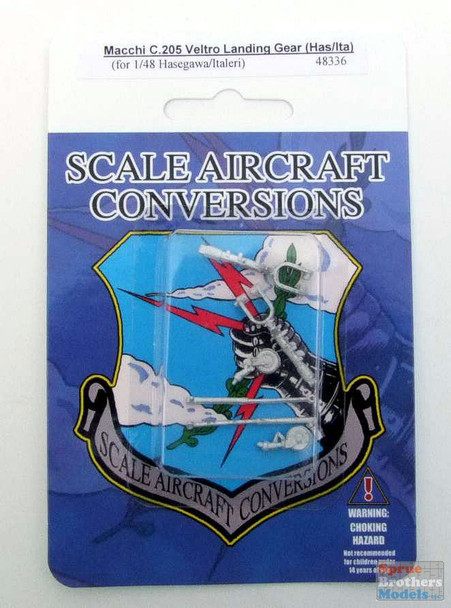 Macchi C.205 Veltro Landing Gear (Has/Ita)
(for 1/48 Hasegawa/Italeri) 48336
SCALE AIRCRAFT
CONVERSIONS
SCALE AIRCRAFT CONVERSIONS
WARNING:
CHOKING
HAZARD
Not recommended
for children under
14 years of
Sprue
Brothers
Models